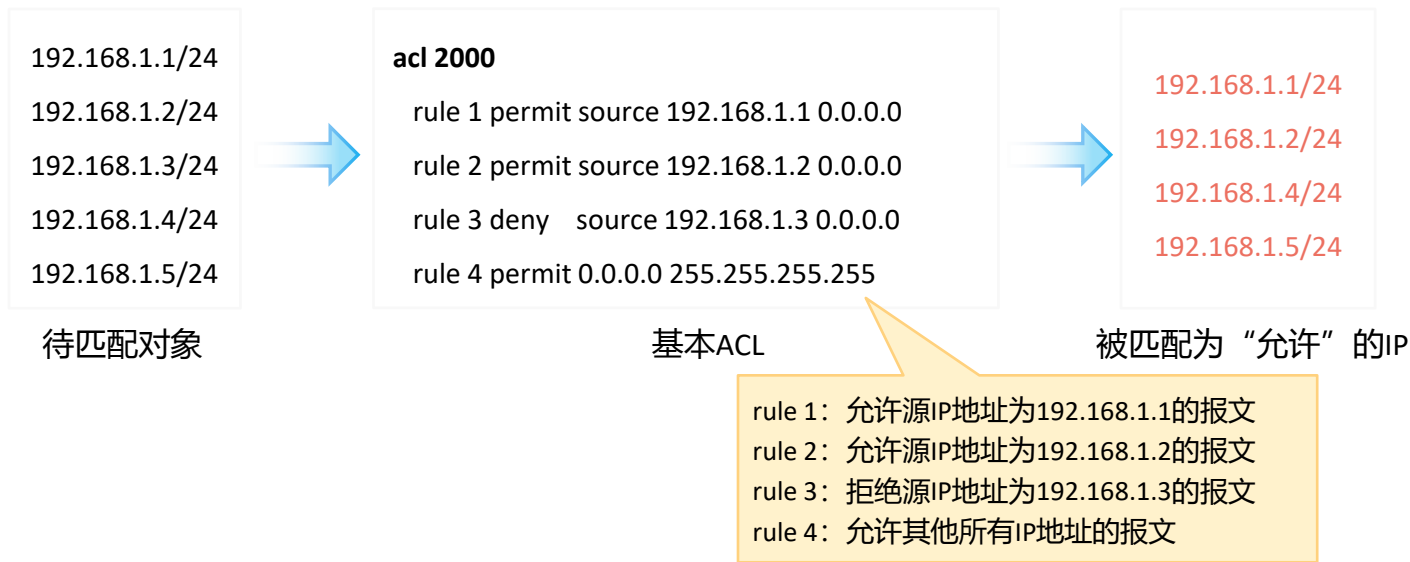 192.168.1.1/24
192.168.1.2/24
192.168.1.3/24
192.168.1.4/24
192.168.1.5/24
待匹配对象
acl 2000
rule 1 permit source 192.168.1.1 0.0.0.0
rule 2 permit source 192.168.1.2 0.0.0.0
rule 3 deny source 192.168.1.3 0.0.0.0
rule 4 permit 0.0.0.0 255.255.255.255
基本ACL
192.168.1.1/24
192.168.1.2/24
192.168.1.4/24
192.168.1.5/24
被匹配为“允许”的IP
rule 1：允许源IP地址为192.168.1.1的报文
rule 2：允许源IP地址为192.168.1.2的报文
rule 3：拒绝源IP地址为192.168.1.3的报文
rule 4：允许其他所有IP地址的报文